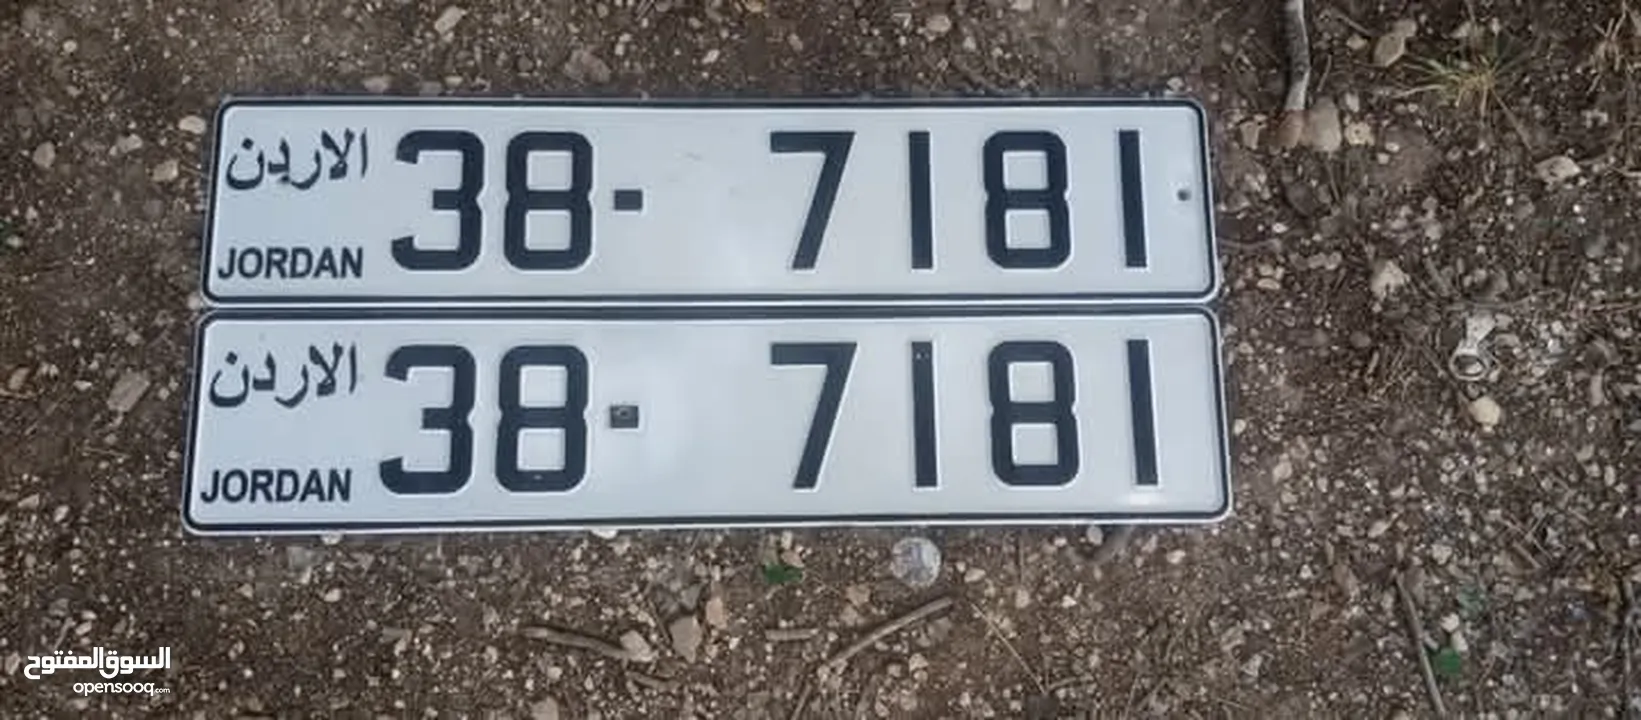 الاردن 38- 7181
JORDAN
الاردن 38- 7181
JORDAN
السوق المفتوح
opensooq.com